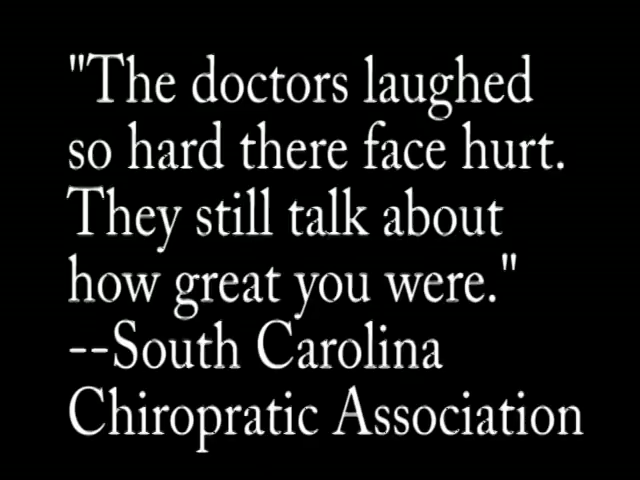 "The doctors laughed
so hard there face hurt.
They still talk about
how great you were."
--South Carolina
Chiropratic Association